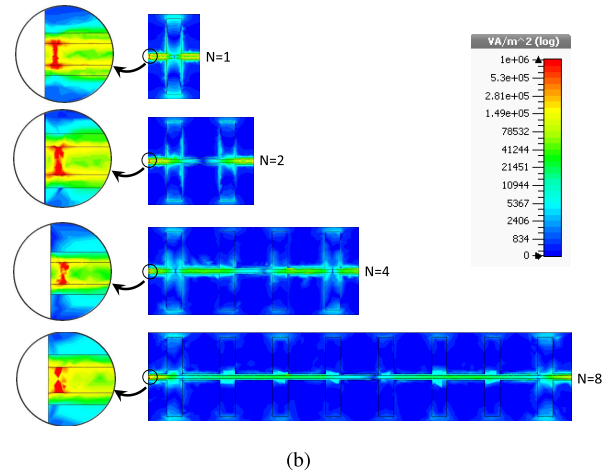 N=1
N=2
N=4
N=8
VA/m^2 (log)
1e+06
5.3e+05
2.81e+05
1.49e+05
78532
41244
21451
10944
5367
2406
834
0
(b)